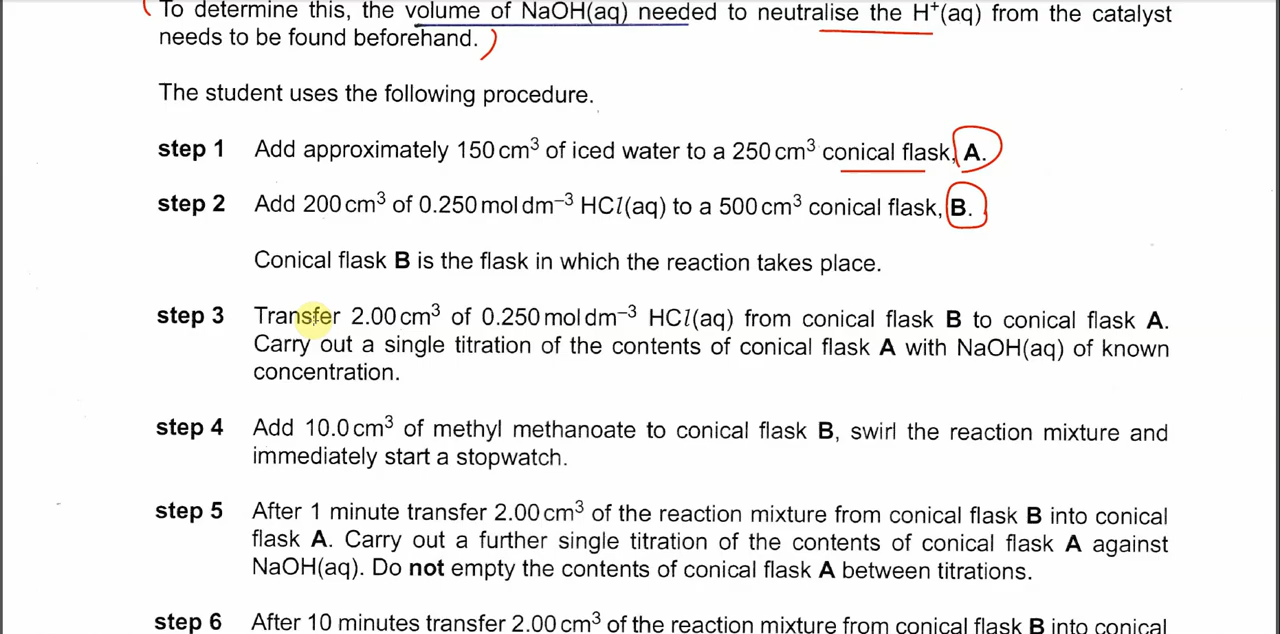 To determine this, the volume of NaOH(aq) needed to neutralise the H⁺(aq) from the catalyst
needs to be found beforehand.
The student uses the following procedure.
step 1 Add approximately 150 cm³ of iced water to a 250 cm³ conical flask, A.
step 2 Add 200 cm³ of 0.250 mol dm⁻³ HCl(aq) to a 500 cm³ conical flask, B.
Conical flask B is the flask in which the reaction takes place.
step 3 Transfer 2.00 cm³ of 0.250 mol dm⁻³ HCl(aq) from conical flask B to conical flask A.
Carry out a single titration of the contents of conical flask A with NaOH(aq) of known
concentration.
step 4 Add 10.0 cm³ of methyl methanoate to conical flask B, swirl the reaction mixture and
immediately start a stopwatch.
step 5 After 1 minute transfer 2.00 cm³ of the reaction mixture from conical flask B into conical
flask A. Carry out a further single titration of the contents of conical flask A against
NaOH(aq). Do not empty the contents of conical flask A between titrations.
step 6 After 10 minutes transfer 2.00 cm³ of the reaction mixture from conical flask B into conical